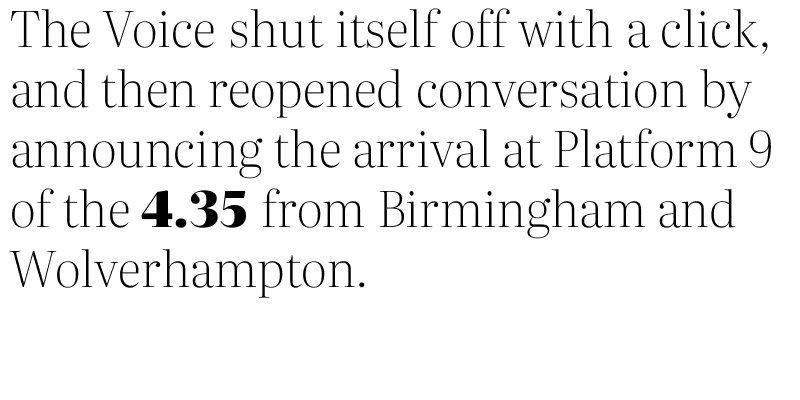 The Voice shut itself off with a click,
and then reopened conversation by
announcing the arrival at Platform 9
of the 4.35 from Birmingham and
Wolverhampton.